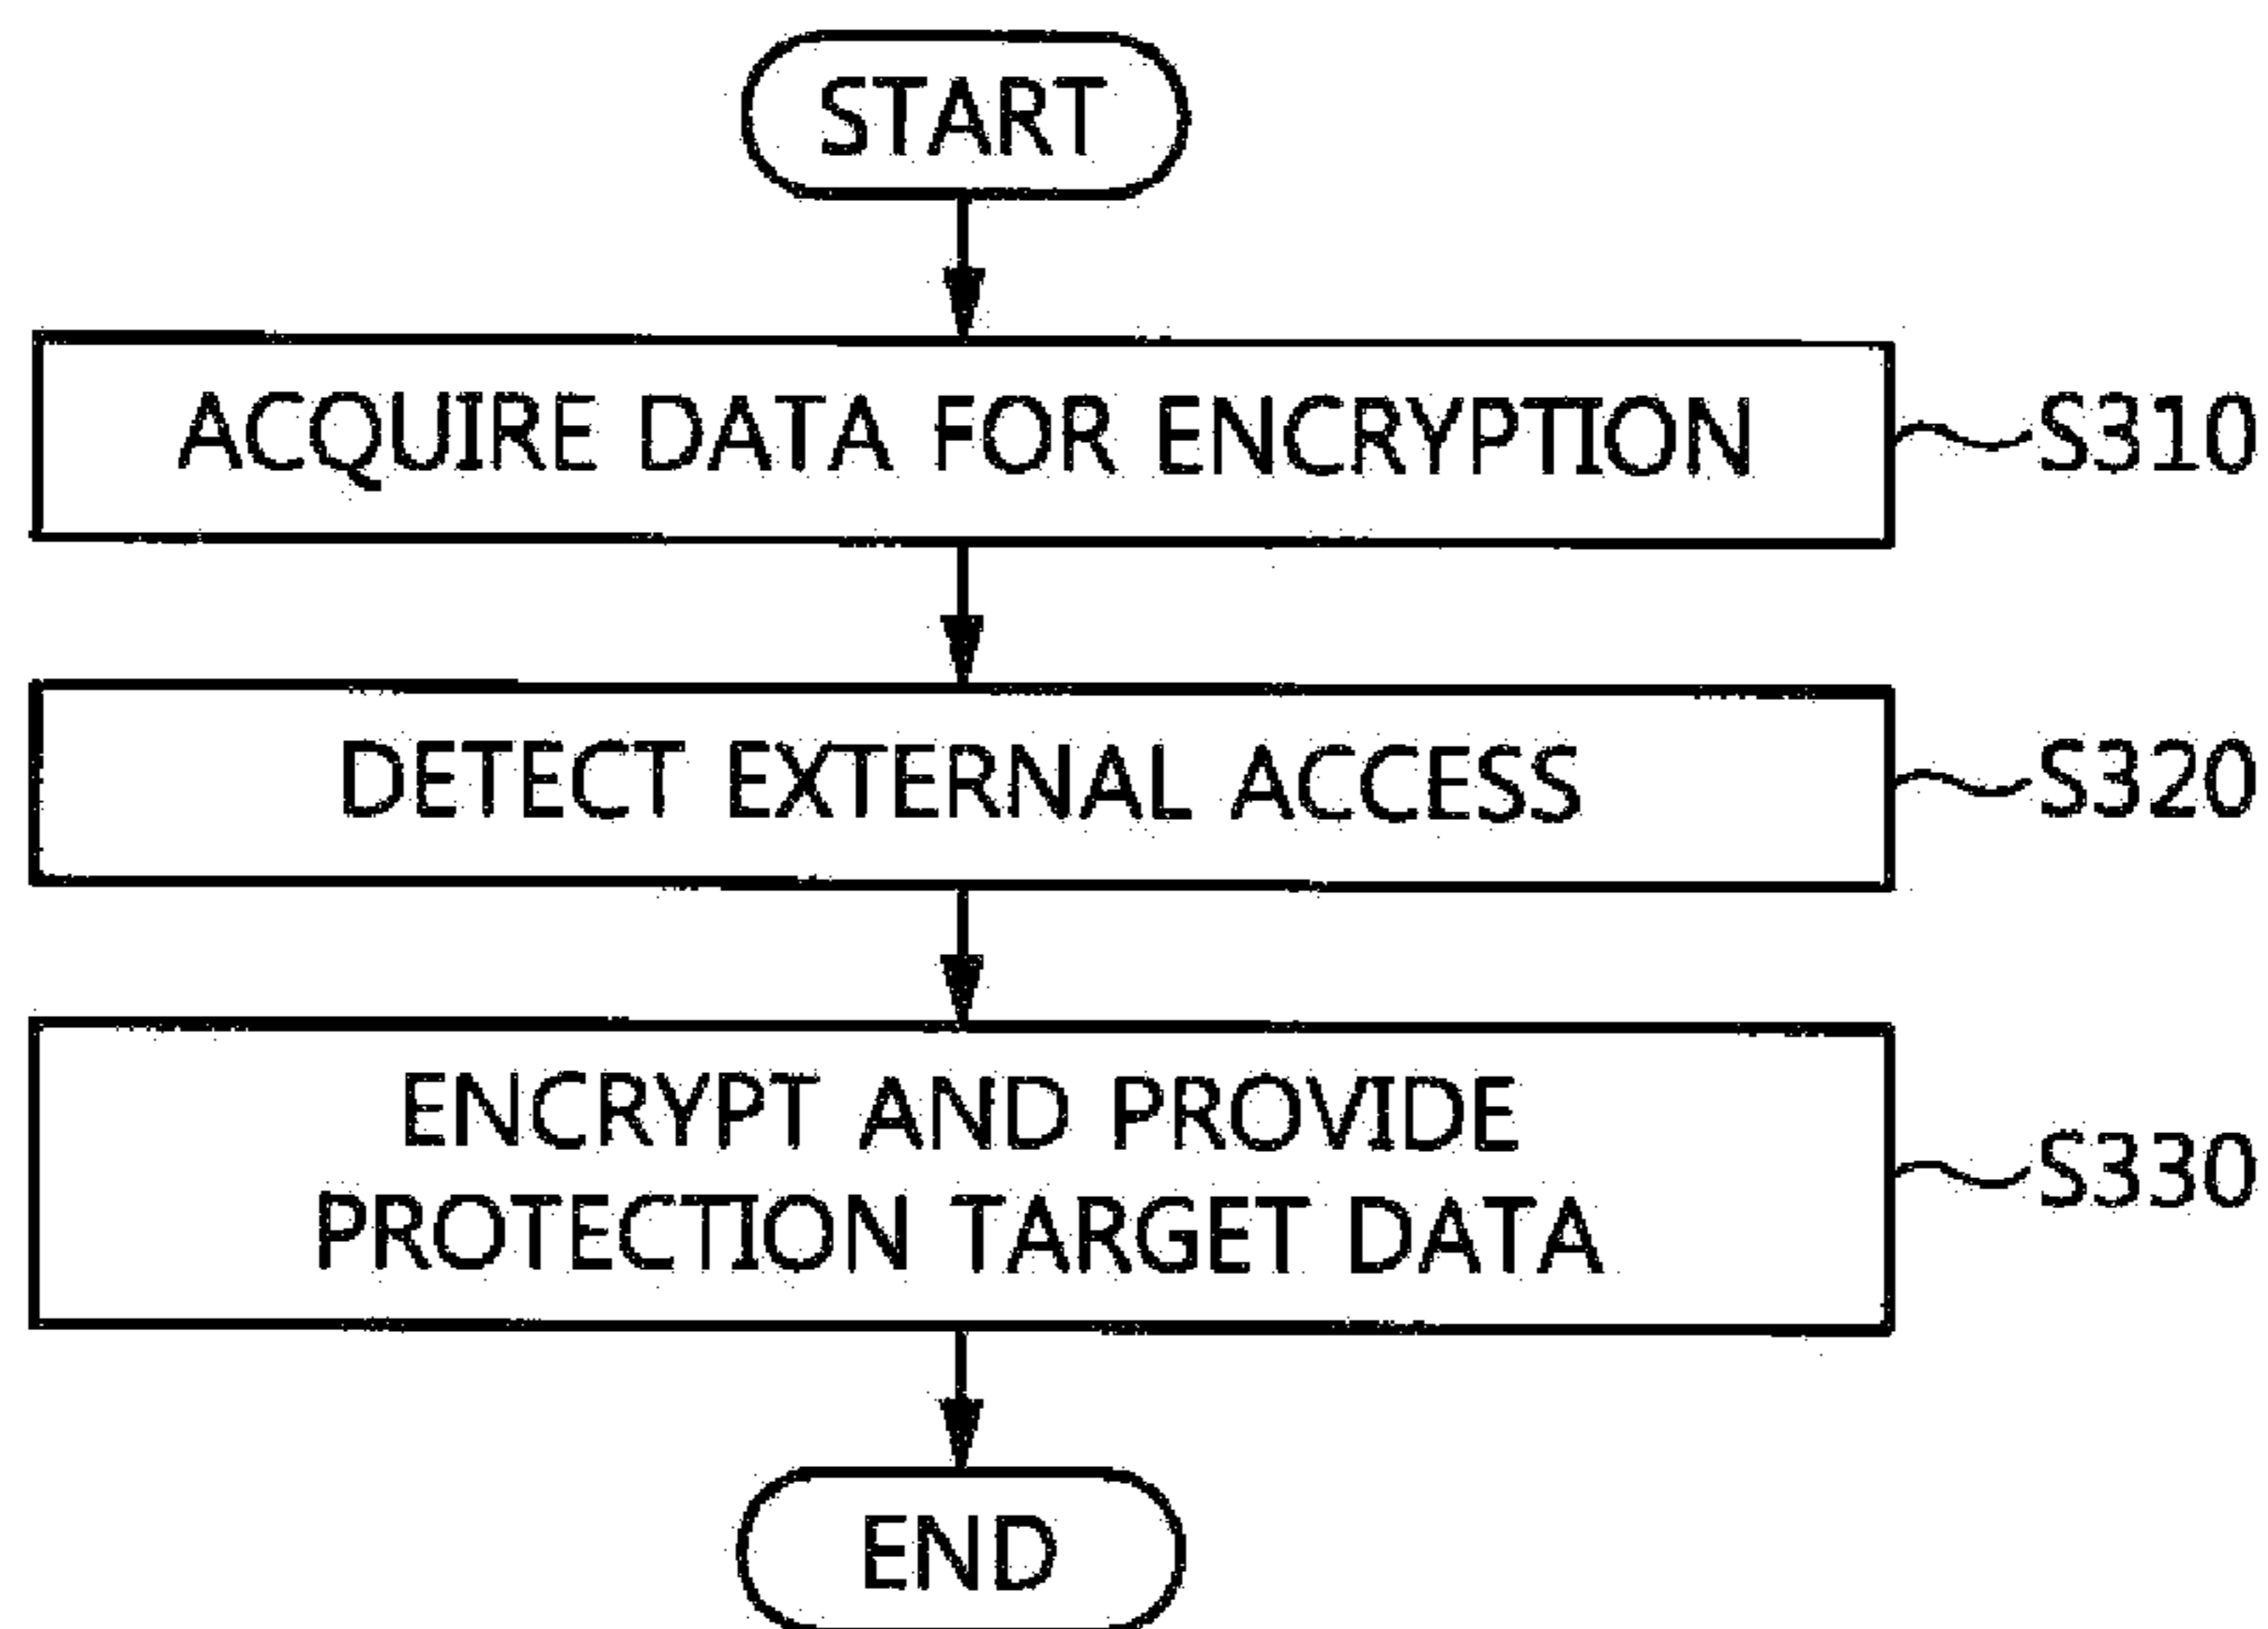 START
ACQUIRE DATA FOR ENCRYPTION
S310
DETECT EXTERNAL ACCESS
S320
ENCRYPT AND PROVIDE
PROTECTION TARGET DATA
S330
END